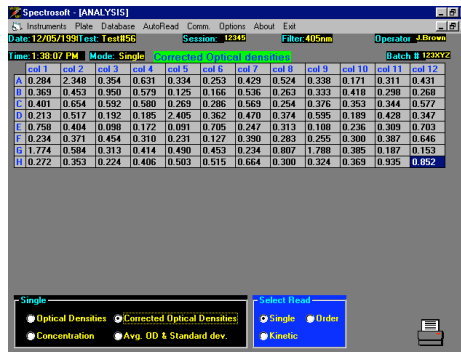 Spectrosoft - [ANALYSIS]
Instruments Plate Database AutoRead Comm. Options About Exit
Date: 12/05/1991 Test: Test#56 Session: 12345 Filter: 405nm Operator J.Brown
Time: 1:38:07 PM Mode: Single Corrected Optical densities Batch # 123XYZ
col 1 col 2 col 3 col 4 col 5 col 6 col 7 col 8 col 9 col 10 col 11 col 12
A 0.284 2.348 0.354 0.631 0.334 0.253 0.429 0.524 0.338 0.171 0.311 0.431
B 0.369 0.453 0.950 0.579 0.125 0.166 0.536 0.263 0.333 0.418 0.298 0.268
C 0.401 0.654 0.592 0.580 0.269 0.286 0.569 0.254 0.376 0.353 0.344 0.577
D 0.213 0.517 0.192 0.185 2.405 0.362 0.470 0.374 0.595 0.189 0.428 0.347
E 0.758 0.404 0.098 0.172 0.091 0.705 0.247 0.313 0.108 0.236 0.309 0.703
F 0.234 0.371 0.454 0.310 0.231 0.127 0.390 0.283 0.255 0.300 0.387 0.646
G 1.774 0.584 0.313 0.414 0.490 0.453 0.234 0.807 1.788 0.385 0.187 0.153
H 0.272 0.353 0.224 0.406 0.503 0.515 0.664 0.300 0.324 0.369 0.935 0.852
Single Select Read
Optical Densities Corrected Optical Densities Single Order
Concentration Avg. OD & Standard dev. Kinetic